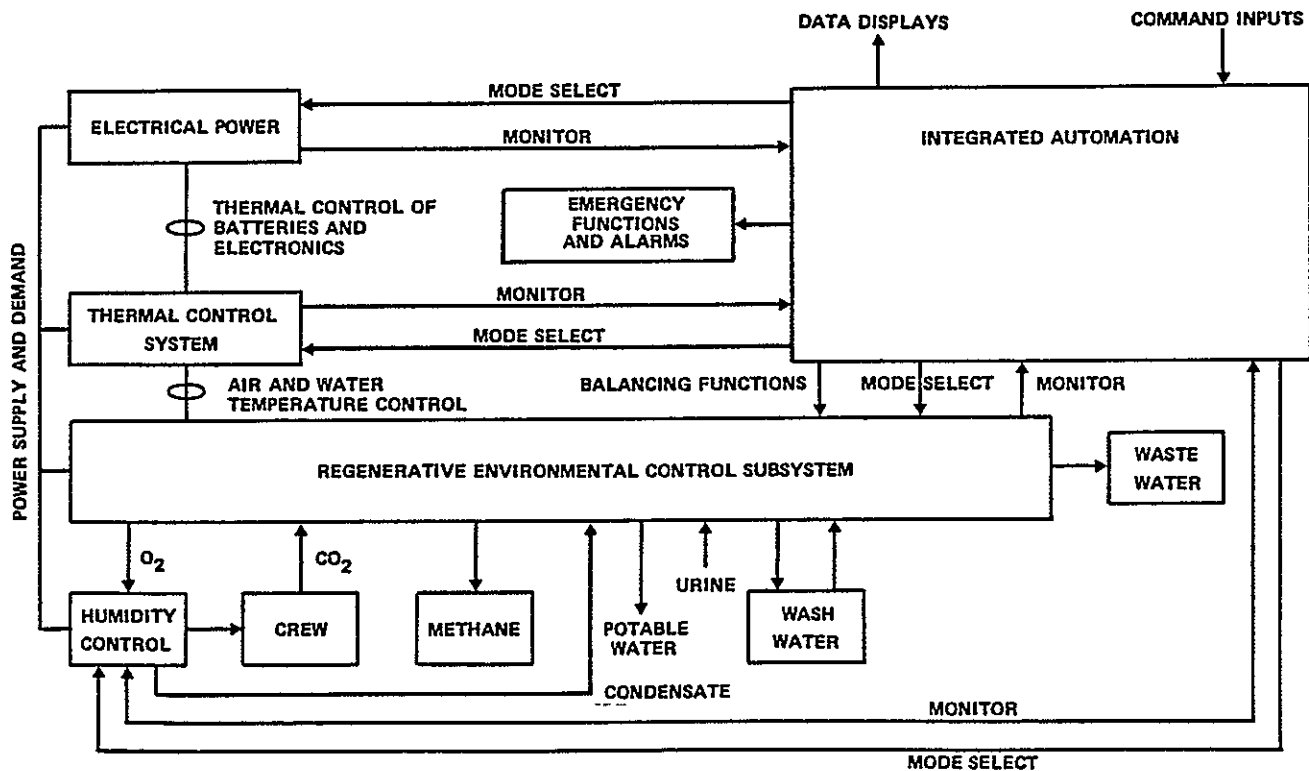 DATA DISPLAYS
COMMAND INPUTS
MODE SELECT
ELECTRICAL POWER
MONITOR
INTEGRATED AUTOMATION
THERMAL CONTROL OF
BATTERIES AND
ELECTRONICS
EMERGENCY
FUNCTIONS
AND ALARMS
POWER SUPPLY AND DEMAND
MONITOR
THERMAL CONTROL
SYSTEM
MODE SELECT
AIR AND WATER
TEMPERATURE CONTROL
BALANCING FUNCTIONS
MODE SELECT
MONITOR
REGENERATIVE ENVIRONMENTAL CONTROL SUBSYSTEM
WASTE
WATER
O2
CO2
URINE
HUMIDITY
CONTROL
CREW
METHANE
POTABLE
WATER
WASH
WATER
CONDENSATE
MONITOR
MODE SELECT